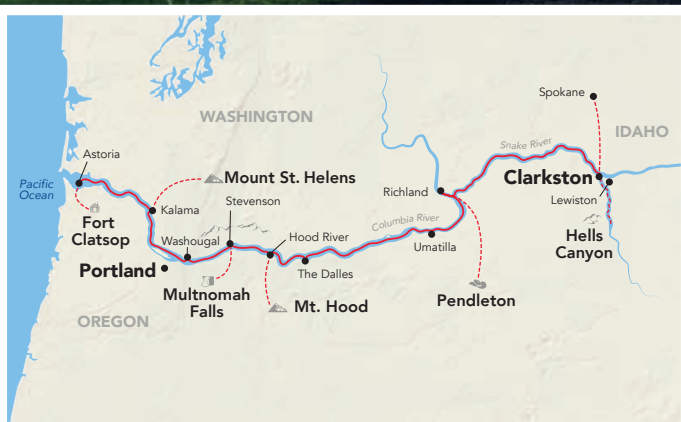 Spokane
WASHINGTON
IDAHO
Snake River
Astoria
Pacific
Ocean
Mount St. Helens
Clarkston
Richland
Lewiston
Stevenson
Kalama
Fort
Clatsop
Columbia River
Hells
Canyon
Washougal
Hood River
Umatilla
Portland
The Dalles
Multnomah
Falls
Mt. Hood
Pendleton
OREGON